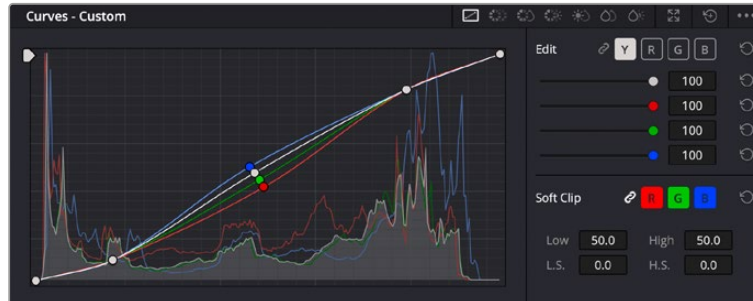 Curves - Custom
Edit Y R G B
100
100
100
100
Soft Clip R G B
Low 50.0 High 50.0
L.S. 0.0 H.S. 0.0